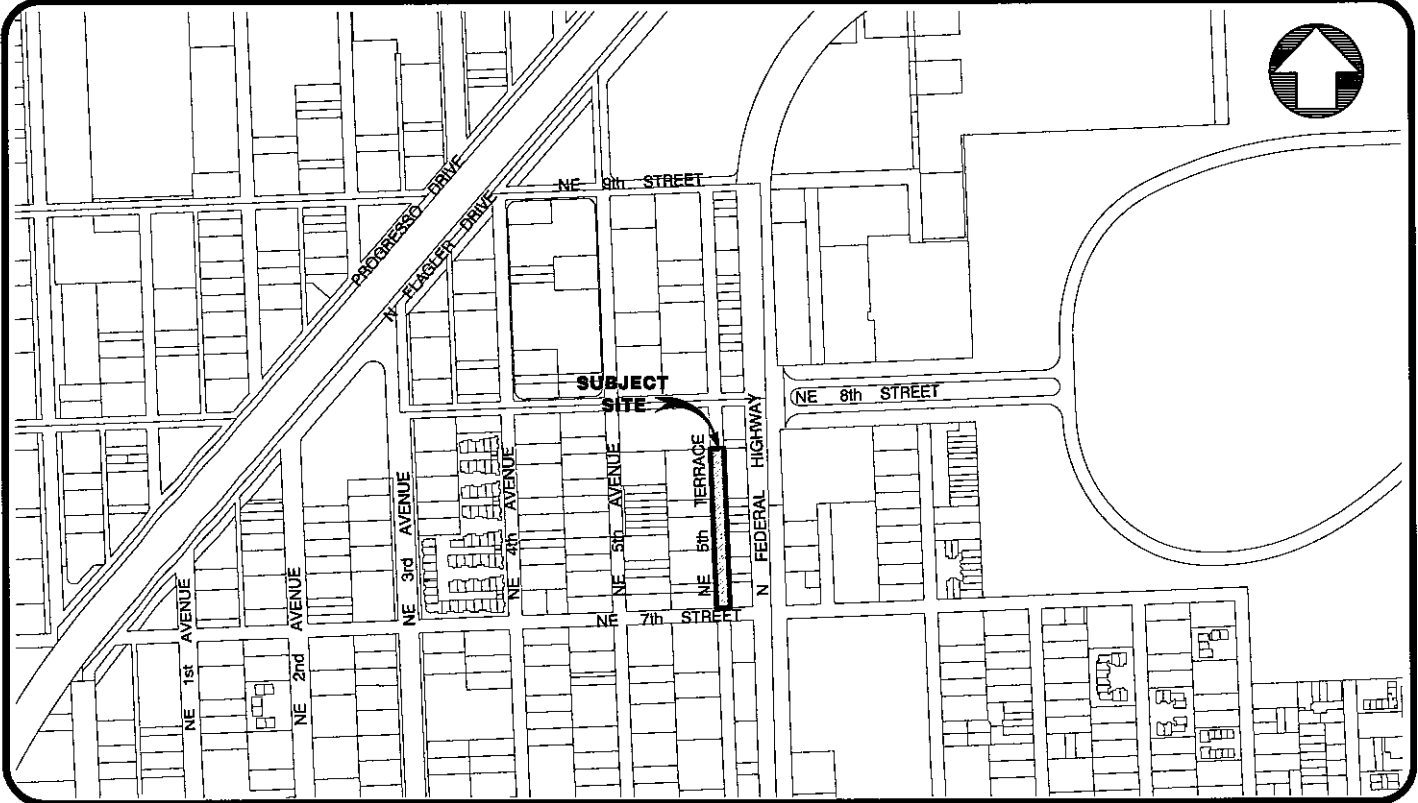 PROGRESSO DRIVE
N FLAGLER DRIVE
NE 9th STREET
SUBJECT
SITE
NE 8th STREET
N FEDERAL HIGHWAY
NE 5th TERRACE
NE 5th AVENUE
NE 4th AVENUE
NE 3rd AVENUE
NE 7th STREET
NE 2nd AVENUE
NE 1st AVENUE